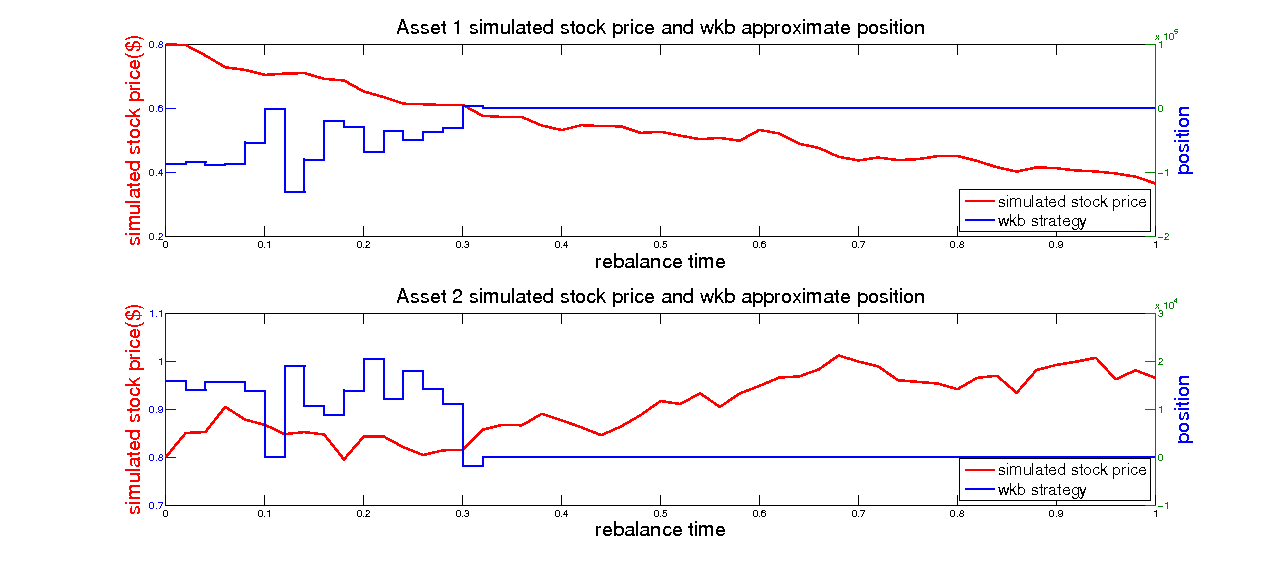 Asset 1 simulated stock price and wkb approximate position
x 10^5
simulated stock price($)
0.8
0.6
0.4
0.2
1
0
-1
-2
position
simulated stock price
wkb strategy
0 0.1 0.2 0.3 0.4 0.5 0.6 0.7 0.8 0.9 1
rebalance time
Asset 2 simulated stock price and wkb approximate position
x 10^4
simulated stock price($)
1.1
1
0.9
0.8
0.7
3
2
1
0
-1
position
simulated stock price
wkb strategy
0 0.1 0.2 0.3 0.4 0.5 0.6 0.7 0.8 0.9 1
rebalance time